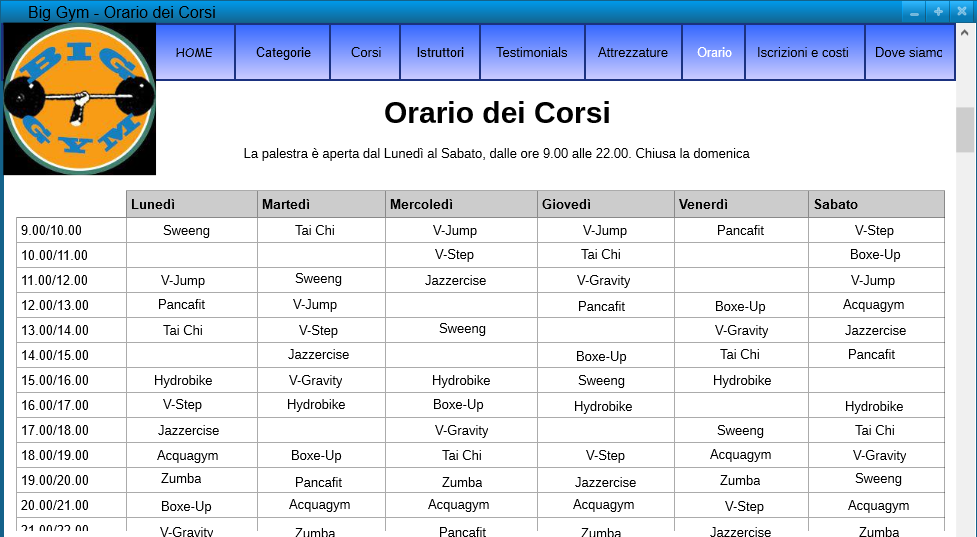 Big Gym - Orario dei Corsi
BIG
GYM
HOME Categorie Corsi Istruttori Testimonials Attrezzature Orario Iscrizioni e costi Dove siamo
Orario dei Corsi
La palestra è aperta dal Lunedì al Sabato, dalle ore 9.00 alle 22.00. Chiusa la domenica
Lunedì Martedì Mercoledì Giovedì Venerdì Sabato
9.00/10.00 Sweeng Tai Chi V-Jump V-Jump Pancafit V-Step
10.00/11.00 V-Step Tai Chi Boxe-Up
11.00/12.00 V-Jump Sweeng Jazzercise V-Gravity V-Jump
12.00/13.00 Pancafit V-Jump Pancafit Boxe-Up Acquagym
13.00/14.00 Tai Chi V-Step Sweeng V-Gravity Jazzercise
14.00/15.00 Jazzercise Boxe-Up Tai Chi Pancafit
15.00/16.00 Hydrobike V-Gravity Hydrobike Sweeng Hydrobike
16.00/17.00 V-Step Hydrobike Boxe-Up Hydrobike Hydrobike
17.00/18.00 Jazzercise V-Gravity Sweeng Tai Chi
18.00/19.00 Acquagym Boxe-Up Tai Chi V-Step Acquagym V-Gravity
19.00/20.00 Zumba Pancafit Zumba Jazzercise Zumba Sweeng
20.00/21.00 Boxe-Up Acquagym Acquagym Acquagym V-Step Acquagym
21.00/22.00 V-Gravity Zumba Pancafit Zumba Jazzercise Zumba